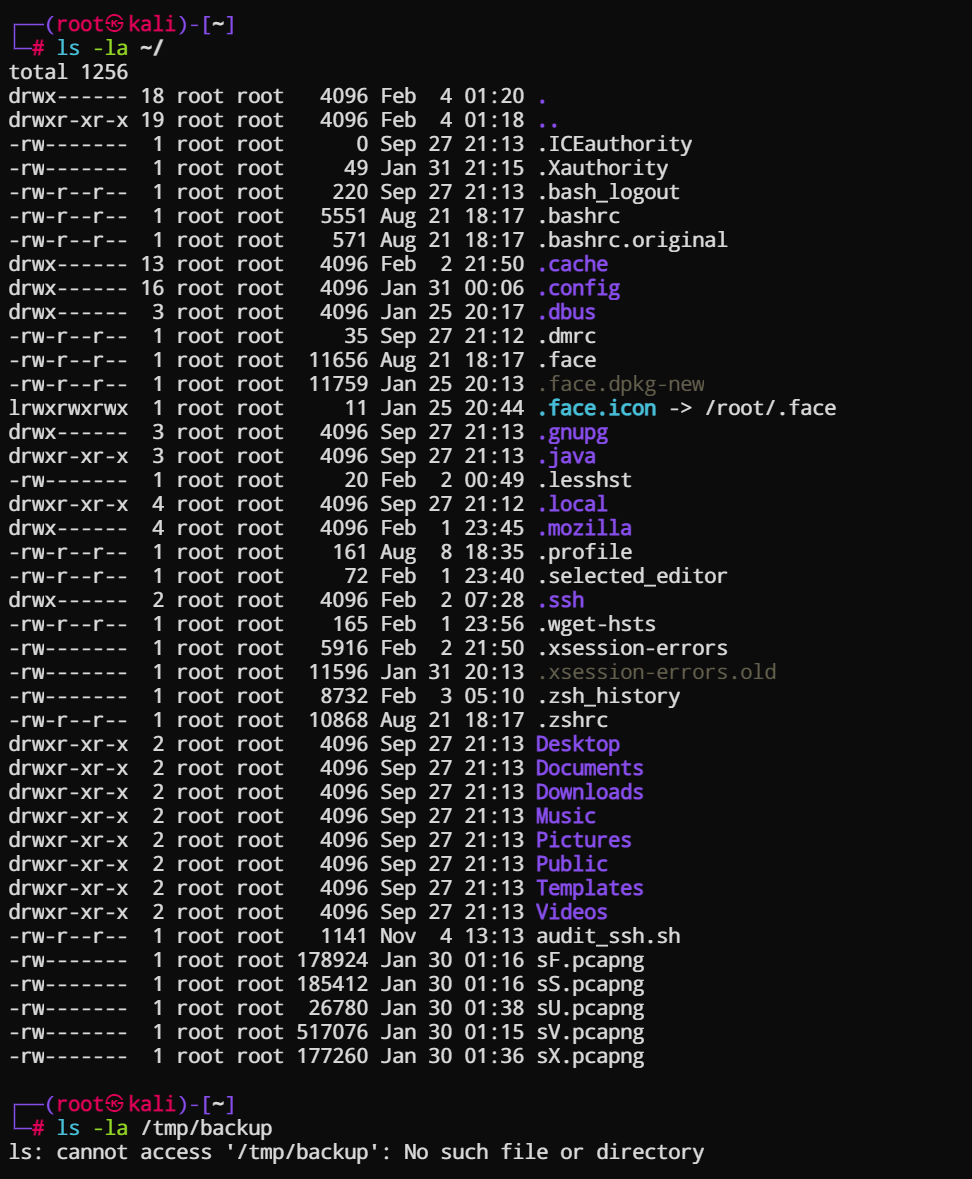 ┌──(root㉿kali)-[~]
└─# ls -la ~/
total 1256
drwx------ 18 root root   4096 Feb  4 01:20 .
drwxr-xr-x 19 root root   4096 Feb  4 01:18 ..
-rw-------  1 root root      0 Sep 27 21:13 .ICEauthority
-rw-------  1 root root     49 Jan 31 21:15 .Xauthority
-rw-r--r--  1 root root    220 Sep 27 21:13 .bash_logout
-rw-r--r--  1 root root   5551 Aug 21 18:17 .bashrc
-rw-r--r--  1 root root    571 Aug 21 18:17 .bashrc.original
drwx------ 13 root root   4096 Feb  2 21:50 .cache
drwx------ 16 root root   4096 Jan 31 00:06 .config
drwx------  3 root root   4096 Jan 25 20:17 .dbus
-rw-r--r--  1 root root     35 Sep 27 21:12 .dmrc
-rw-r--r--  1 root root  11656 Aug 21 18:17 .face
-rw-r--r--  1 root root  11759 Jan 25 20:13 .face.dpkg-new
lrwxrwxrwx  1 root root     11 Jan 25 20:44 .face.icon -> /root/.face
drwx------  3 root root   4096 Sep 27 21:13 .gnupg
drwxr-xr-x  3 root root   4096 Sep 27 21:13 .java
-rw-------  1 root root     20 Feb  2 00:49 .lesshst
drwxr-xr-x  4 root root   4096 Sep 27 21:12 .local
drwx------  4 root root   4096 Feb  1 23:45 .mozilla
-rw-r--r--  1 root root    161 Aug  8 18:35 .profile
-rw-r--r--  1 root root     72 Feb  1 23:40 .selected_editor
drwx------  2 root root   4096 Feb  2 07:28 .ssh
-rw-r--r--  1 root root    165 Feb  1 23:56 .wget-hsts
-rw-------  1 root root   5916 Feb  2 21:50 .xsession-errors
-rw-------  1 root root  11596 Jan 31 20:13 .xsession-errors.old
-rw-------  1 root root   8732 Feb  3 05:10 .zsh_history
-rw-r--r--  1 root root  10868 Aug 21 18:17 .zshrc
drwxr-xr-x  2 root root   4096 Sep 27 21:13 Desktop
drwxr-xr-x  2 root root   4096 Sep 27 21:13 Documents
drwxr-xr-x  2 root root   4096 Sep 27 21:13 Downloads
drwxr-xr-x  2 root root   4096 Sep 27 21:13 Music
drwxr-xr-x  2 root root   4096 Sep 27 21:13 Pictures
drwxr-xr-x  2 root root   4096 Sep 27 21:13 Public
drwxr-xr-x  2 root root   4096 Sep 27 21:13 Templates
drwxr-xr-x  2 root root   4096 Sep 27 21:13 Videos
-rw-r--r--  1 root root   1141 Nov  4 13:13 audit_ssh.sh
-rw-------  1 root root 178924 Jan 30 01:16 sF.pcapng
-rw-------  1 root root 185412 Jan 30 01:16 sS.pcapng
-rw-------  1 root root  26780 Jan 30 01:38 sU.pcapng
-rw-------  1 root root 517076 Jan 30 01:15 sV.pcapng
-rw-------  1 root root 177260 Jan 30 01:36 sX.pcapng
┌──(root㉿kali)-[~]
└─# ls -la /tmp/backup
ls: cannot access '/tmp/backup': No such file or directory